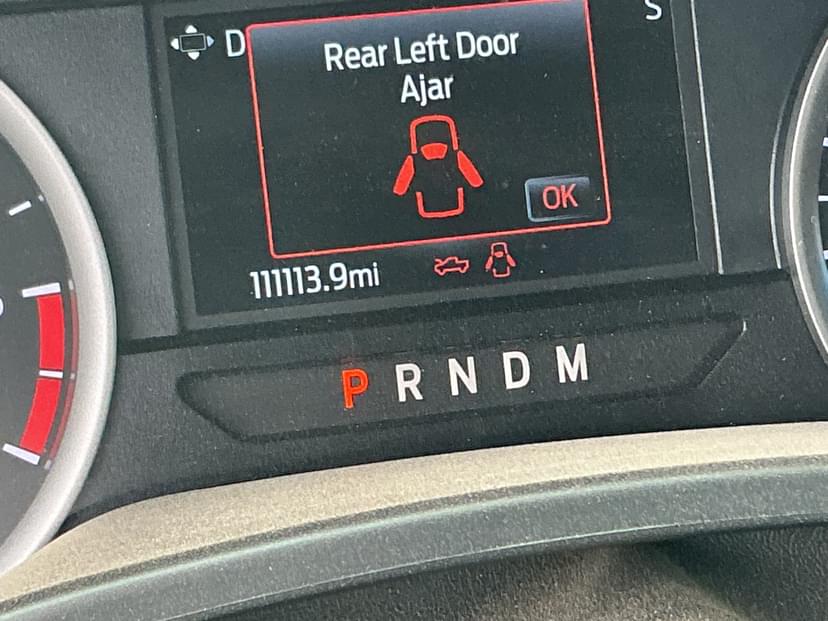 D
S
Rear Left Door
Ajar
OK
111113.9mi
P R N D M